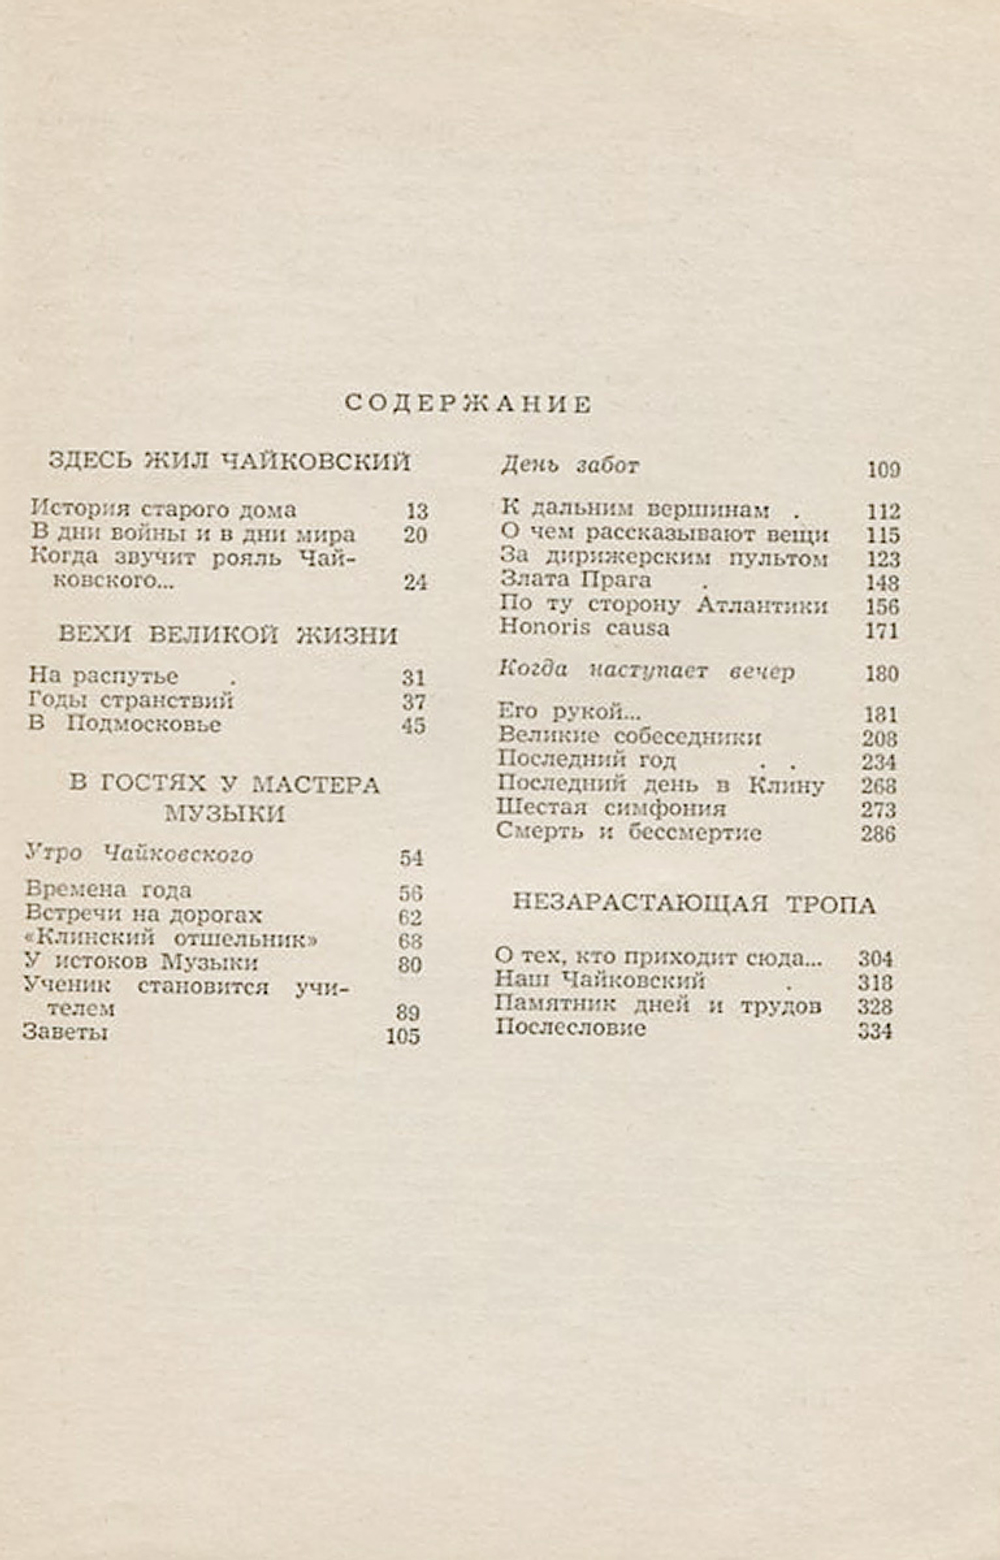 СОДЕРЖАНИЕ
ЗДЕСЬ ЖИЛ ЧАЙКОВСКИЙ
История старого дома 13
В дни войны и в дни мира 20
Когда звучит рояль Чай-
ковского... 24
ВЕХИ ВЕЛИКОЙ ЖИЗНИ
На распутье . 31
Годы странствий 37
В Подмосковье 45
В ГОСТЯХ У МАСТЕРА
МУЗЫКИ
Утро Чайковского 54
Времена года 56
Встречи на дорогах 62
«Клинский отшельник» 68
У истоков Музыки 80
Ученик становится учи-
телем 89
Заветы 105
День забот 109
К дальним вершинам . 112
О чем рассказывают вещи 115
За дирижерским пультом 123
Злата Прага . 148
По ту сторону Атлантики 156
Honoris causa 171
Когда наступает вечер 180
Его рукой... 181
Великие собеседники 208
Последний год . . 234
Последний день в Клину 268
Шестая симфония 273
Смерть и бессмертие 286
НЕЗАРАСТАЮЩАЯ ТРОПА
О тех, кто приходит сюда... 304
Наш Чайковский . 318
Памятник дней и трудов 328
Послесловие 334